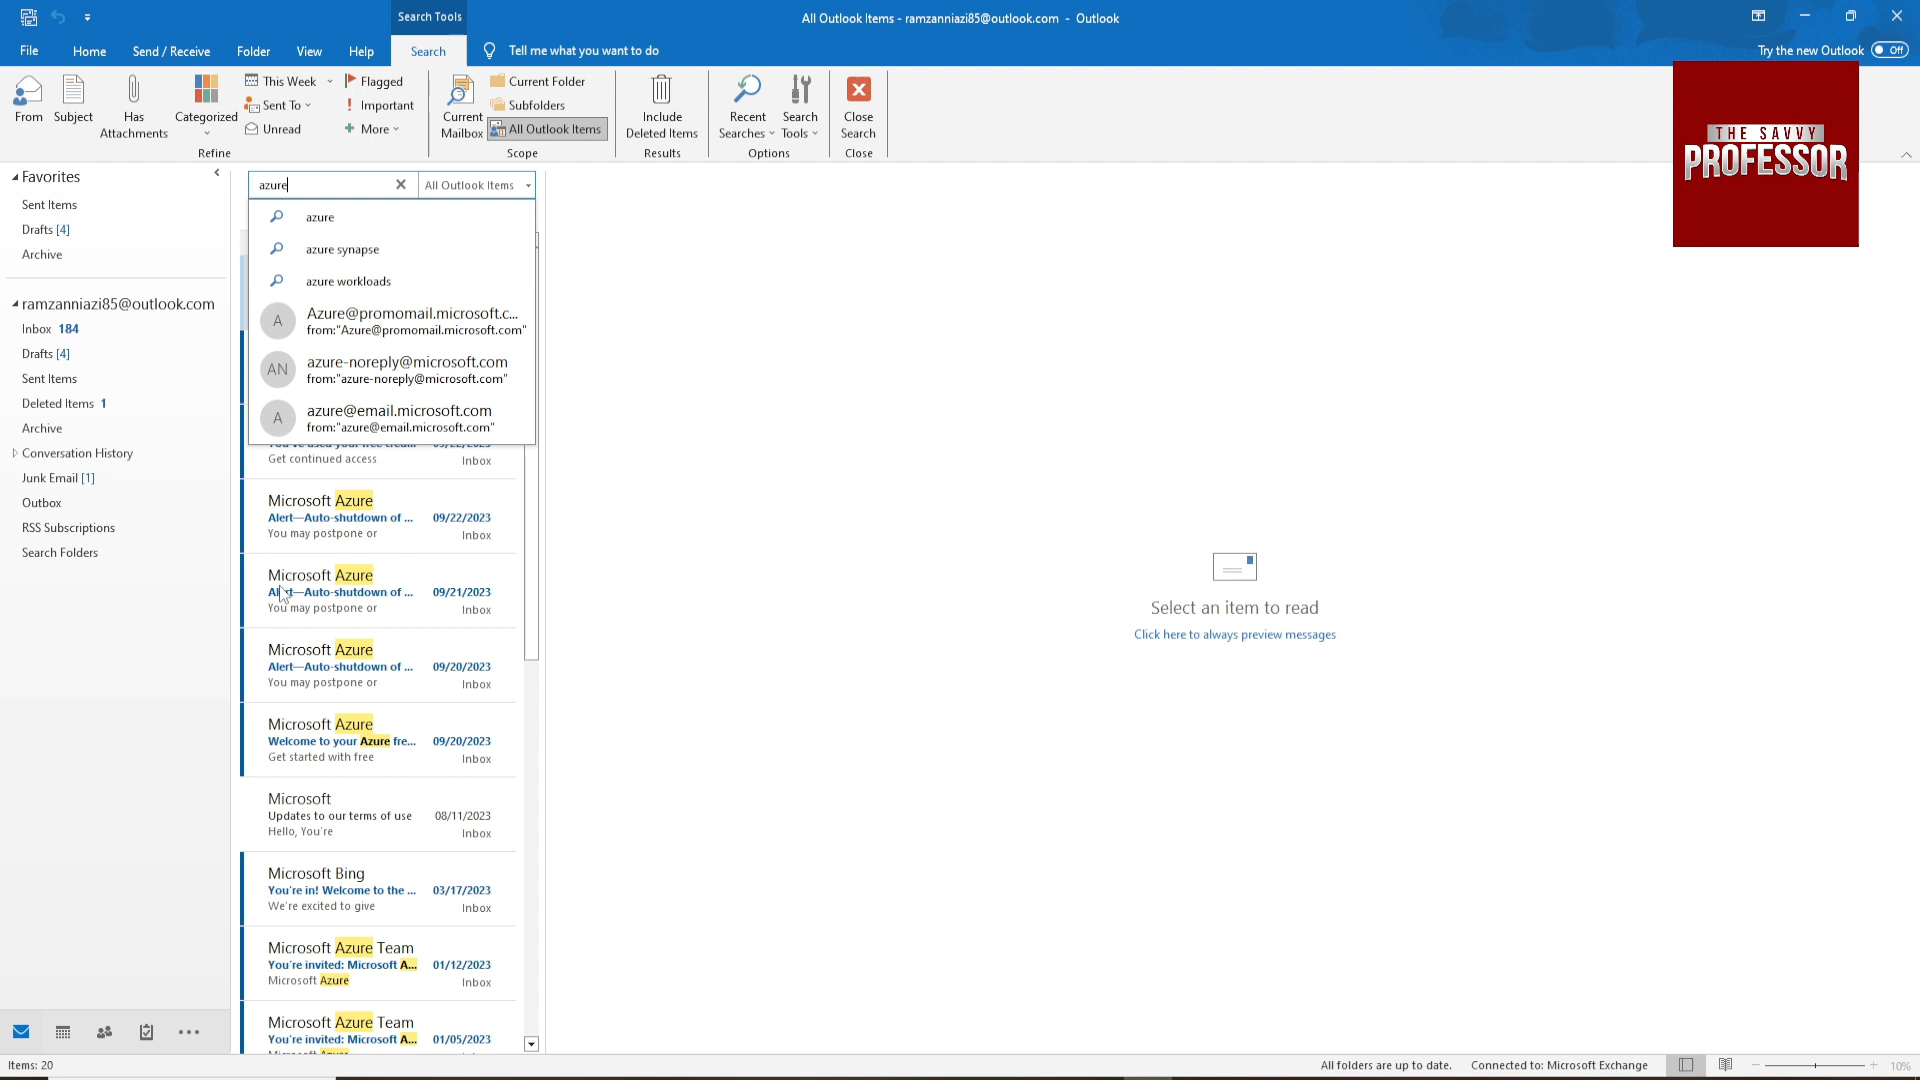 Search Tools
All Outlook Items - ramzanniazi85@outlook.com - Outlook
File Home Send / Receive Folder View Help Search Tell me what you want to do
Try the new Outlook Off
From
Subject
Has
Attachments
Categorized
This Week
Sent To
Unread
Flagged
Important
More
Refine
Current
Mailbox
Current Folder
Subfolders
All Outlook Items
Scope
Include
Deleted Items
Results
Recent
Searches
Search
Tools
Options
Close
Search
Close
THE SAVVY
PROFESSOR
Favorites
Sent Items
Drafts [4]
Archive
ramzanniazi85@outlook.com
Inbox 184
Drafts [4]
Sent Items
Deleted Items 1
Archive
Conversation History
Junk Email [1]
Outbox
RSS Subscriptions
Search Folders
azure All Outlook Items
azure
azure synapse
azure workloads
A Azure@promomail.microsoft.c...
from:"Azure@promomail.microsoft.com"
AN azure-noreply@microsoft.com
from:"azure-noreply@microsoft.com"
A azure@email.microsoft.com
from:"azure@email.microsoft.com"
You've used your free credi... 09/22/2023
Get continued access Inbox
Microsoft Azure
Alert—Auto-shutdown of ... 09/22/2023
You may postpone or Inbox
Microsoft Azure
Alert—Auto-shutdown of ... 09/21/2023
You may postpone or Inbox
Microsoft Azure
Alert—Auto-shutdown of ... 09/20/2023
You may postpone or Inbox
Microsoft Azure
Welcome to your Azure fre... 09/20/2023
Get started with free Inbox
Microsoft
Updates to our terms of use 08/11/2023
Hello, You're Inbox
Microsoft Bing
You're in! Welcome to the ... 03/17/2023
We're excited to give Inbox
Microsoft Azure Team
You're invited: Microsoft A... 01/12/2023
Microsoft Azure Inbox
Microsoft Azure Team
You're invited: Microsoft A... 01/05/2023
Select an item to read
Click here to always preview messages
Items: 20
All folders are up to date. Connected to: Microsoft Exchange 10%